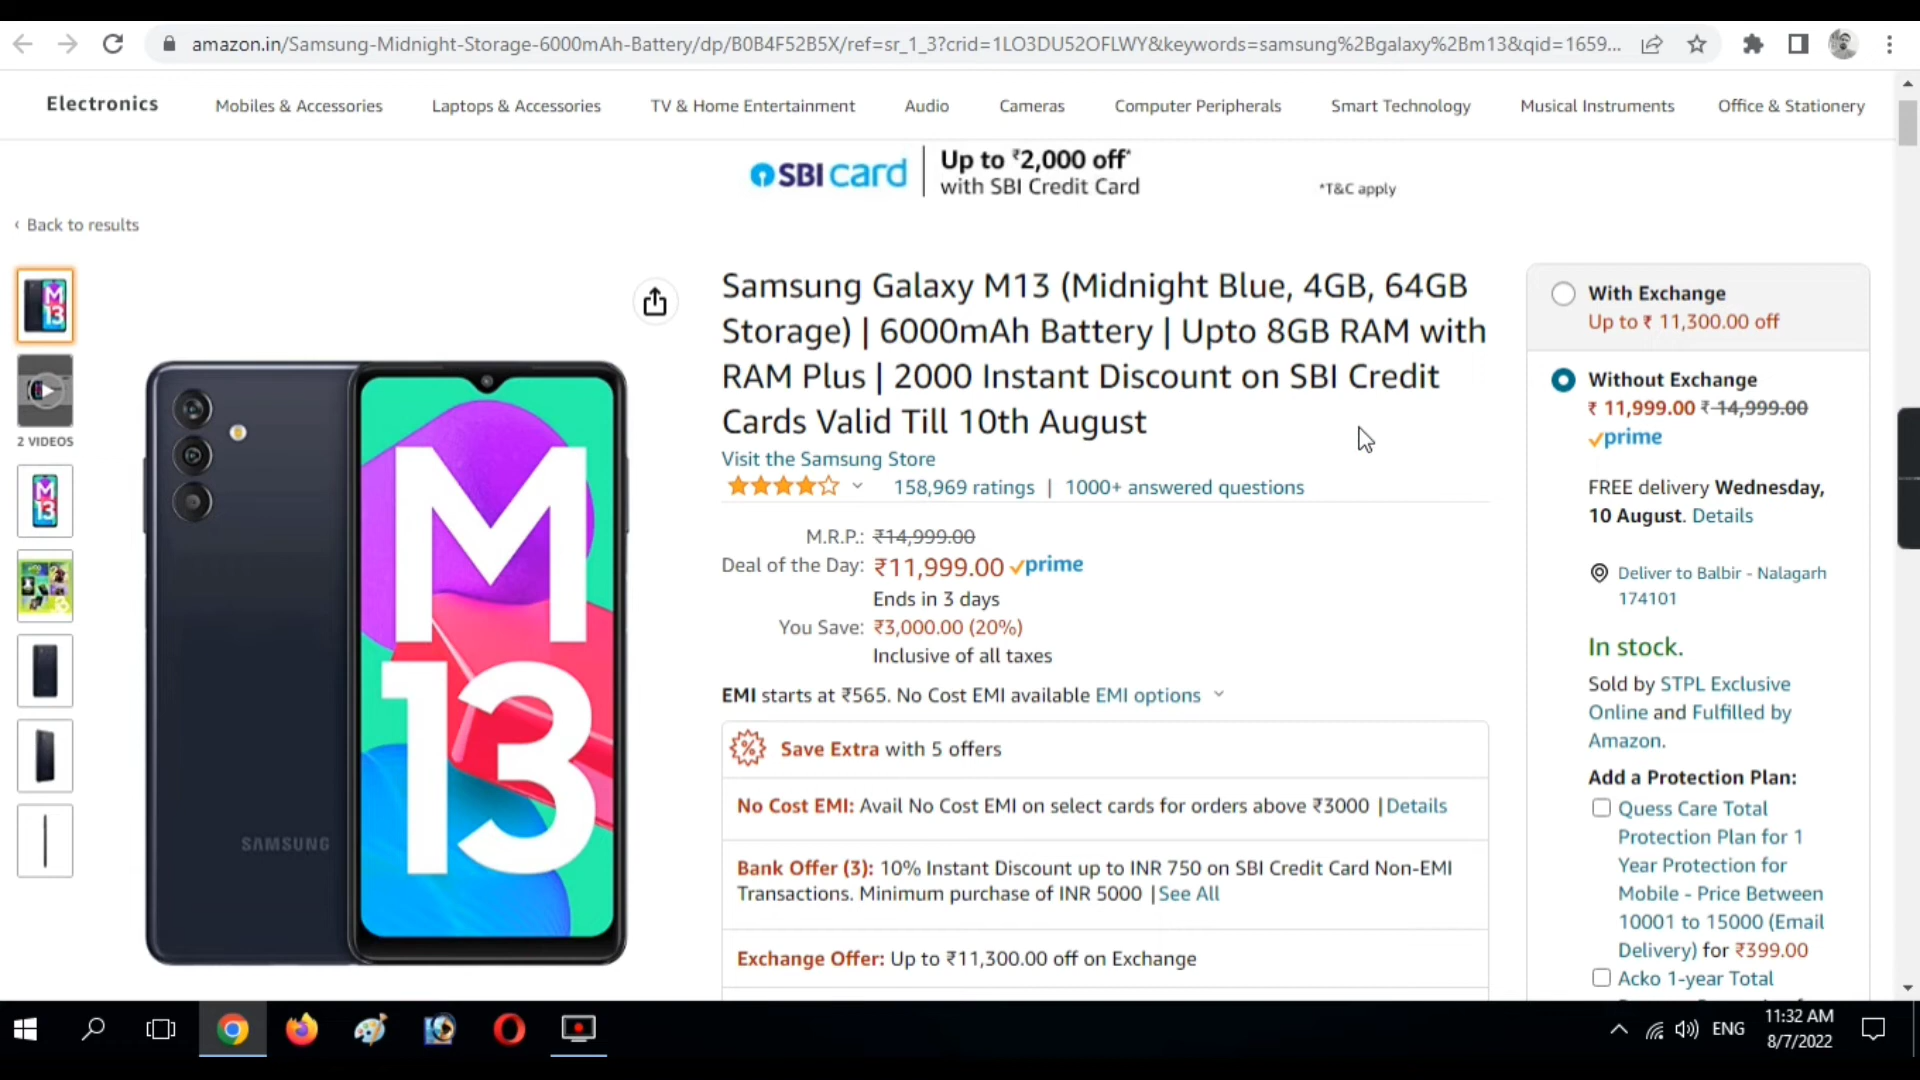 amazon.in/Samsung-Midnight-Storage-6000mAh-Battery/dp/B0B4F52B5X/ref=sr_1_3?crid=1LO3DU52OFLWY&keywords=samsung%2Bgalaxy%2Bm13&qid=1659...
Electronics Mobiles & Accessories Laptops & Accessories TV & Home Entertainment Audio Cameras Computer Peripherals Smart Technology Musical Instruments Office & Stationery
SBI card Up to ₹2,000 off*
with SBI Credit Card
*T&C apply
‹ Back to results
M
13
2 VIDEOS
M
13
M
13
SAMSUNG
Samsung Galaxy M13 (Midnight Blue, 4GB, 64GB
Storage) | 6000mAh Battery | Upto 8GB RAM with
RAM Plus | 2000 Instant Discount on SBI Credit
Cards Valid Till 10th August
Visit the Samsung Store
158,969 ratings | 1000+ answered questions
M.R.P.: ₹14,999.00
Deal of the Day: ₹11,999.00 prime
Ends in 3 days
You Save: ₹3,000.00 (20%)
Inclusive of all taxes
EMI starts at ₹565. No Cost EMI available EMI options
% Save Extra with 5 offers
No Cost EMI: Avail No Cost EMI on select cards for orders above ₹3000 |Details
Bank Offer (3): 10% Instant Discount up to INR 750 on SBI Credit Card Non-EMI
Transactions. Minimum purchase of INR 5000 |See All
Exchange Offer: Up to ₹11,300.00 off on Exchange
With Exchange
Up to ₹ 11,300.00 off
Without Exchange
₹ 11,999.00 ₹ 14,999.00
prime
FREE delivery Wednesday,
10 August. Details
Deliver to Balbir - Nalagarh
174101
In stock.
Sold by STPL Exclusive
Online and Fulfilled by
Amazon.
Add a Protection Plan:
Quess Care Total
Protection Plan for 1
Year Protection for
Mobile - Price Between
10001 to 15000 (Email
Delivery) for ₹399.00
Acko 1-year Total
ENG
11:32 AM
8/7/2022